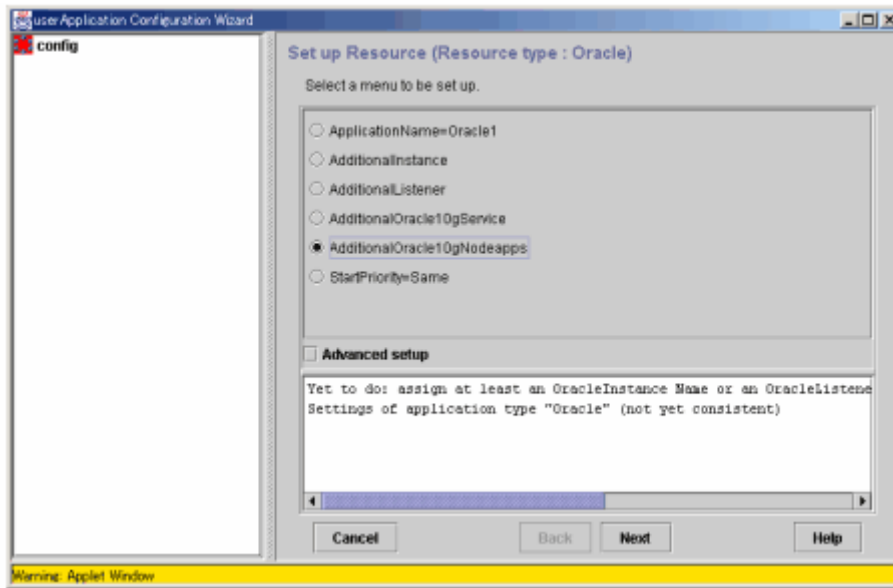 userApplication Configuration Wizard
config
Set up Resource (Resource type : Oracle)
Select a menu to be set up.
ApplicationName=Oracle1
AdditionalInstance
AdditionalListener
AdditionalOracle10gService
AdditionalOracle10gNodeapps
StartPriority=Same
Advanced setup
Yet to do: assign at least an OracleInstance Name or an OracleListene
Settings of application type "Oracle" (not yet consistent)
Cancel Back Next Help
Warning: Applet Window